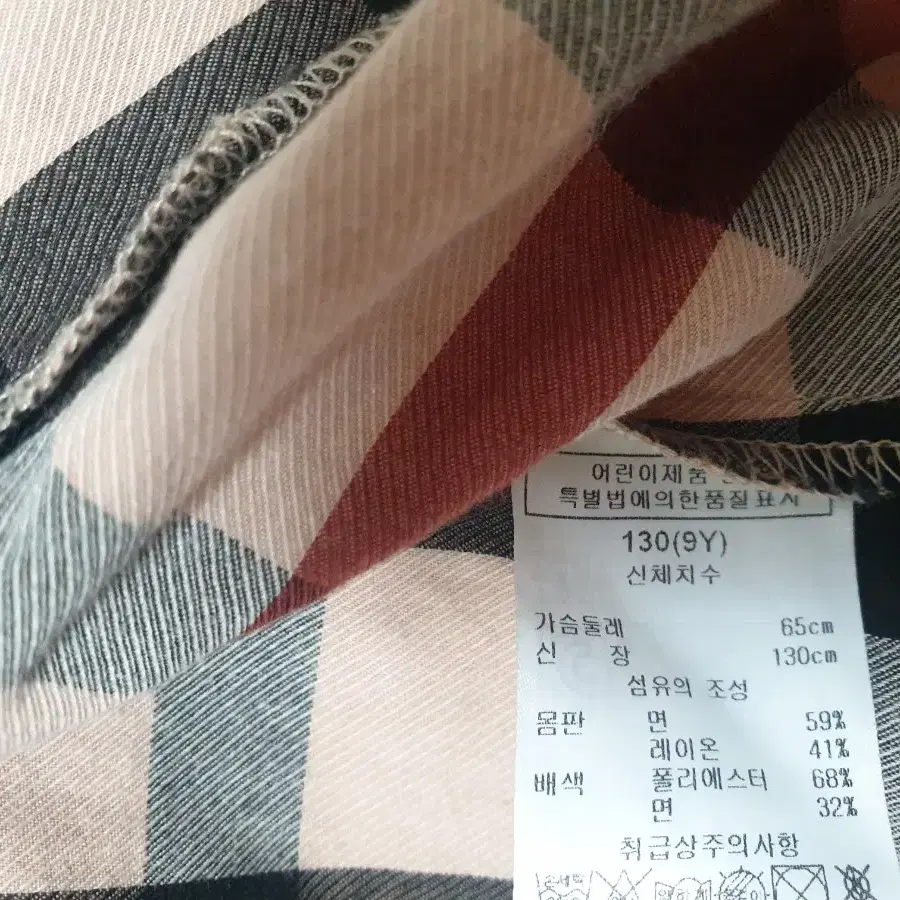 어린이제품
특별법에의한품질표시
130(9Y)
신체치수
가슴둘레 65cm
신 장 130cm
섬유의 조성
몸판 면 59%
레이온 41%
배색 폴리에스터 68%
면 32%
취급상주의사항